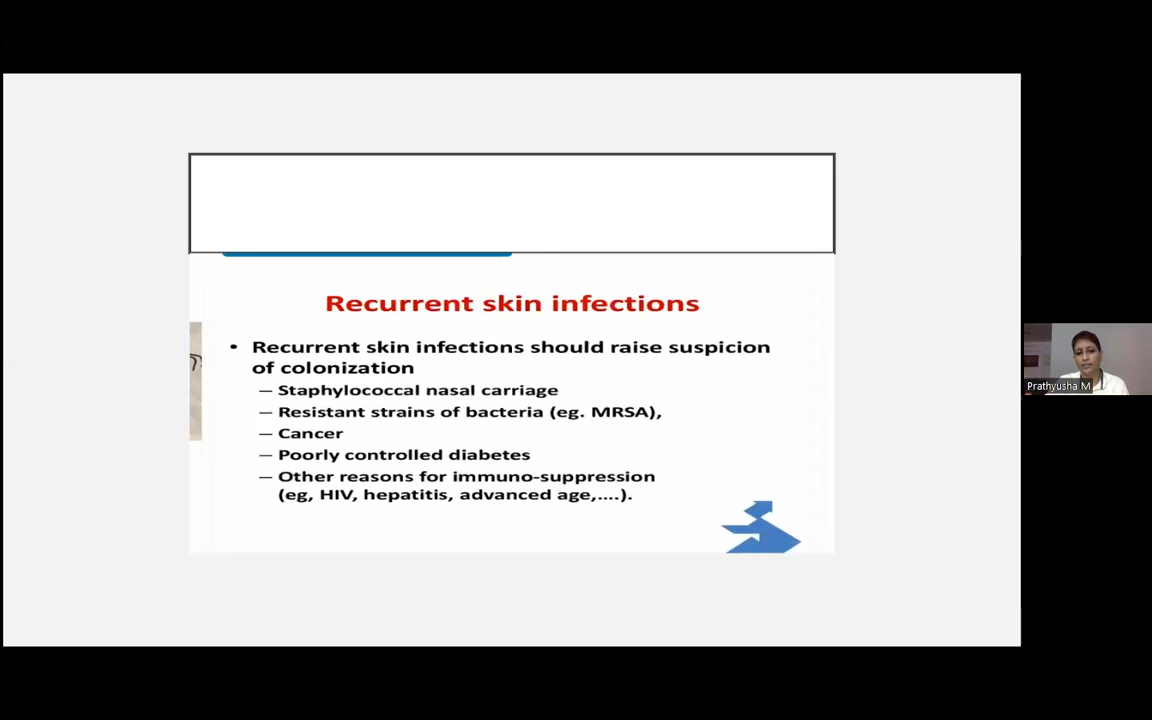 Recurrent skin infections
• Recurrent skin infections should raise suspicion
of colonization
– Staphylococcal nasal carriage
– Resistant strains of bacteria (eg. MRSA),
– Cancer
– Poorly controlled diabetes
– Other reasons for immuno-suppression
(eg, HIV, hepatitis, advanced age,....).
Prathyusha M